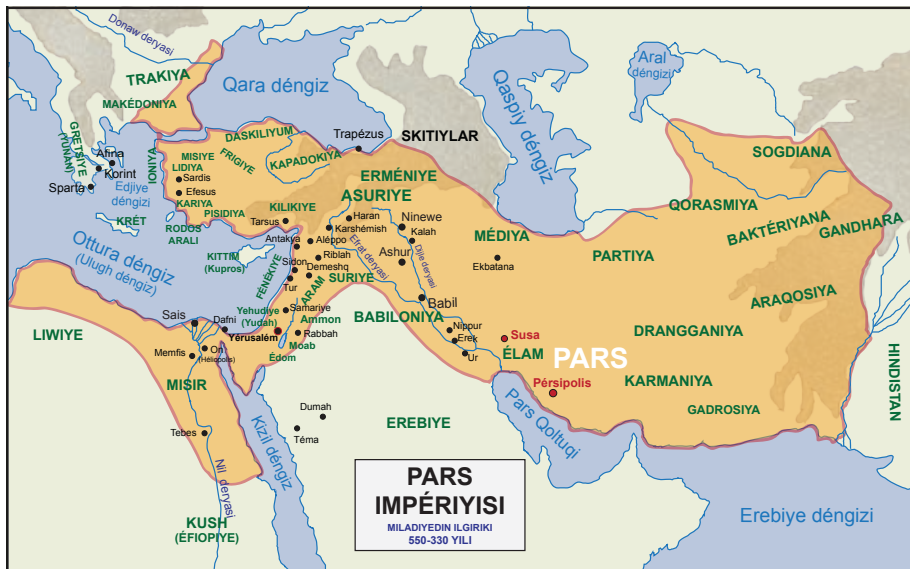 Donaw deryasi
TRAKIYA
MAKÉDONIYA
Qara déngiz
Qaspiy déngiz
Aral
déngizi
GRETSIYE
(YUNAN)
Afina
Korint
Sparta
Edjiye
déngizi
KRÉT
IONIYA
DASKILIYUM
MISIYE
LIDIYA
FRIGIYE
Sardis
Efesus
KARIYA
PISIDIYA
RODOS
ARALI
KAPADOKIYA
Trapézus
SKITIYLAR
ERMÉNIYE
ASURIYE
KILIKIYE
Tarsus
Haran
Karshémish
Ninewe
Kalah
Ashur
MÉDIYA
Ekbatana
PARTIYA
QORASMIYA
SOGDIANA
BAKTÉRIYANA
GANDHARA
ARAQOSIYA
DRANGGANIYA
KARMANIYA
GADROSIYA
HINDISTAN
Ottura déngiz
(Ulugh déngiz)
KITTIM
(Kupros)
Antakya
Aléppo
Riblah
Sidon
Demeshq
Tur
FÉNÉKIYE
ARAM
SURIYE
Efrat deryasi
Dijle deryasi
Samariye
Yehudiye
(Yudah)
Ammon
Rabbah
Yérusalém
Moab
Édom
BABILONIYA
Babil
Nippur
Erek
Ur
Susa
ÉLAM
PARS
Pérsipolis
Pars Qoltuqi
LIWIYE
Sais
Dafni
On
(Héliopolis)
Memfis
MISIR
Tebes
Nil deryasi
Kizil déngiz
Dumah
Téma
EREBIYE
KUSH
(ÉFIOPIYE)
Erebiye déngizi
PARS
IMPÉRIYISI
MILADIYEDIN ILGIRIKI
550-330 YILI